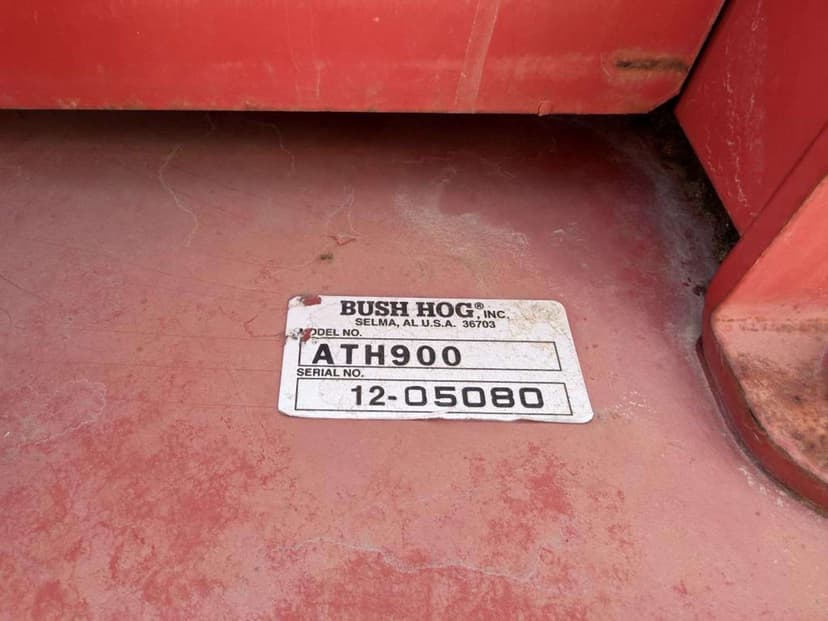 BUSH HOG®, INC.
SELMA, AL U.S.A. 36703
MODEL NO.
ATH900
SERIAL NO.
12-05080